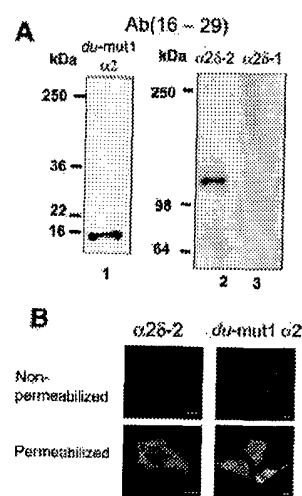 A
Ab(16 – 29)
du-mut1
kDa α2 kDa α2δ-2 α2δ-1
250
36
22
16
1
250
98
64
2 3
B
α2δ-2 du-mut1 α2
Non-
permeabilized
Permeabilized